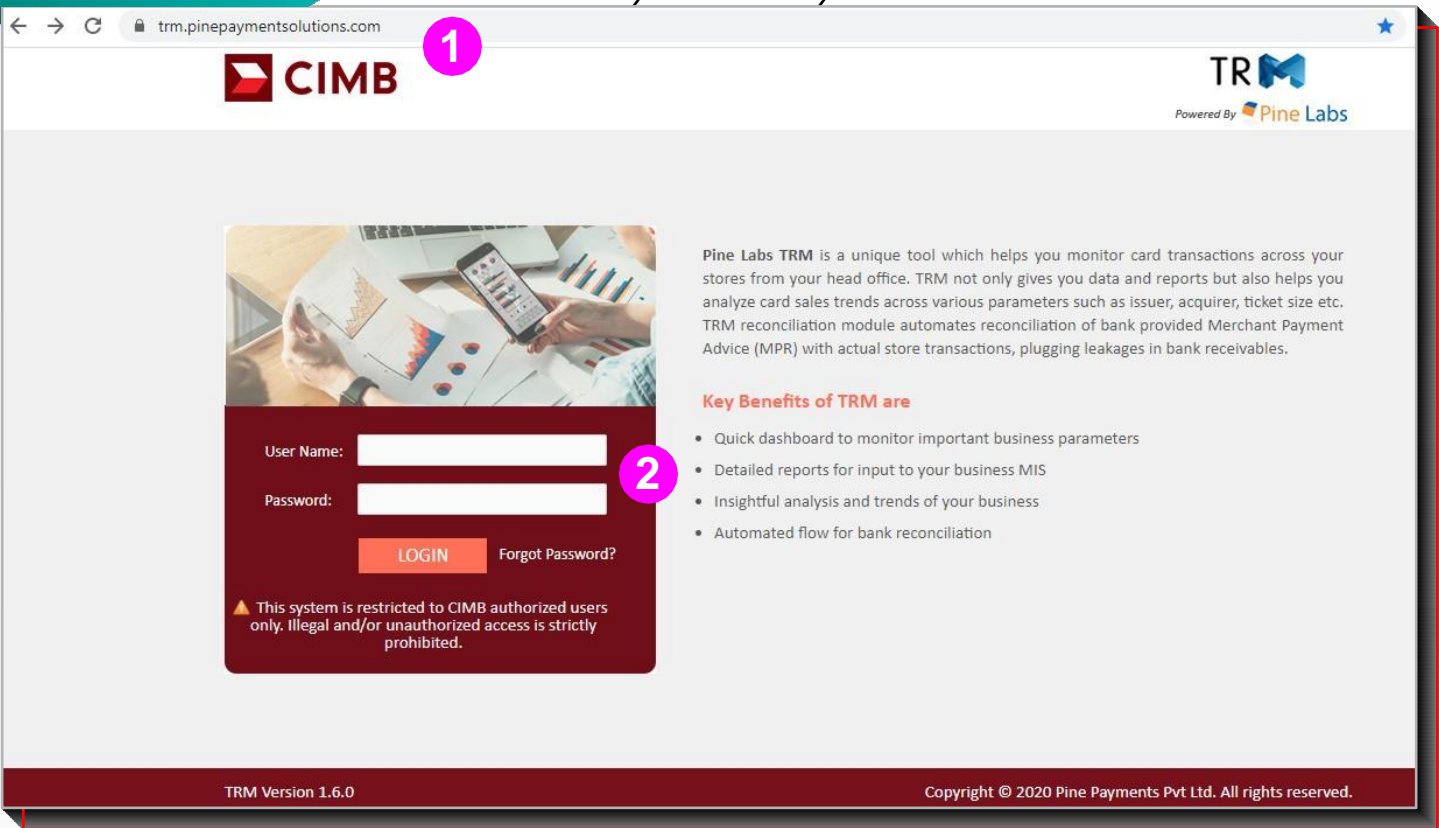 trm.pinepaymentsolutions.com
1
CIMB
TRM
Powered By Pine Labs
Pine Labs TRM is a unique tool which helps you monitor card transactions across your
stores from your head office. TRM not only gives you data and reports but also helps you
analyze card sales trends across various parameters such as issuer, acquirer, ticket size etc.
TRM reconciliation module automates reconciliation of bank provided Merchant Payment
Advice (MPR) with actual store transactions, plugging leakages in bank receivables.
Key Benefits of TRM are
• Quick dashboard to monitor important business parameters
• Detailed reports for input to your business MIS
• Insightful analysis and trends of your business
• Automated flow for bank reconciliation
User Name:
2
Password:
LOGIN Forgot Password?
This system is restricted to CIMB authorized users
only. Illegal and/or unauthorized access is strictly
prohibited.
TRM Version 1.6.0
Copyright © 2020 Pine Payments Pvt Ltd. All rights reserved.